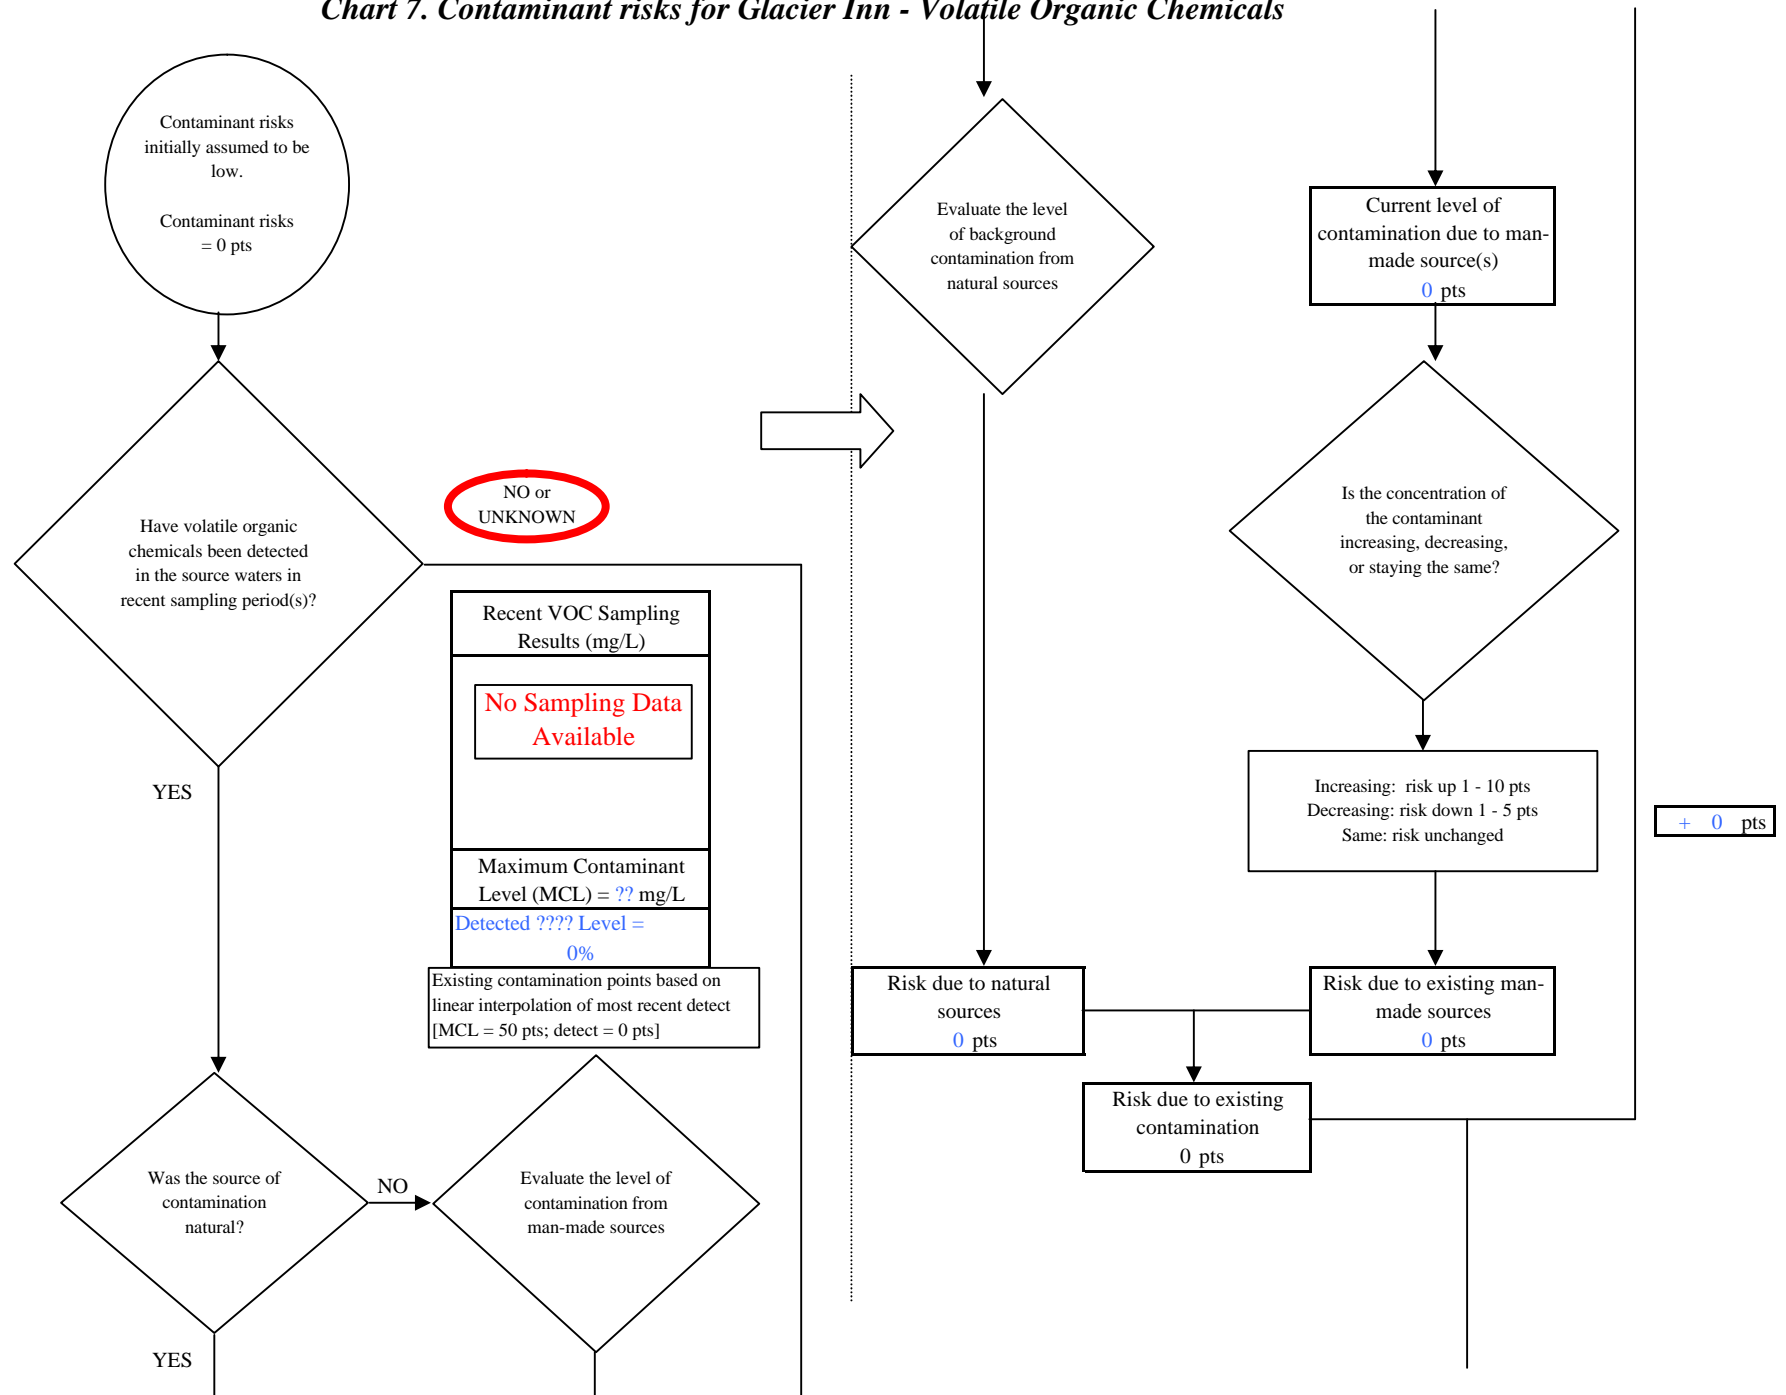 Chart 7. Contaminant risks for Glacier Inn - Volatile Organic Chemicals
Contaminant risks
initially assumed to be
low.
Contaminant risks
= 0 pts
Have volatile organic
chemicals been detected
in the source waters in
recent sampling period(s)?
NO or
UNKNOWN
YES
Recent VOC Sampling
Results (mg/L)
No Sampling Data
Available
Maximum Contaminant
Level (MCL) = ?? mg/L
Detected ???? Level =
0%
Existing contamination points based on
linear interpolation of most recent detect
[MCL = 50 pts; detect = 0 pts]
Was the source of
contamination
natural?
NO
YES
Evaluate the level of
contamination from
man-made sources
Evaluate the level
of background
contamination from
natural sources
Current level of
contamination due to man-
made source(s)
0 pts
Is the concentration of
the contaminant
increasing, decreasing,
or staying the same?
Increasing: risk up 1 - 10 pts
Decreasing: risk down 1 - 5 pts
Same: risk unchanged
+ 0 pts
Risk due to natural
sources
0 pts
Risk due to existing man-
made sources
0 pts
Risk due to existing
contamination
0 pts